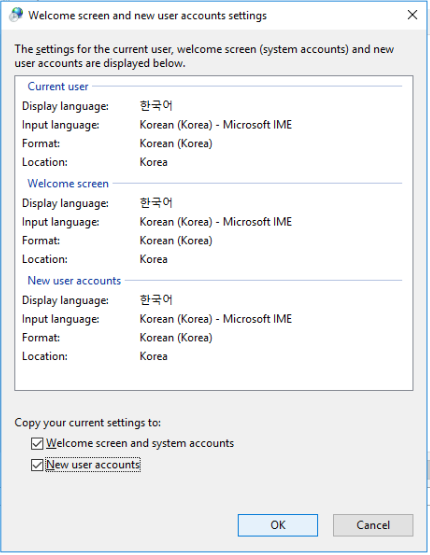 Welcome screen and new user accounts settings
The settings for the current user, welcome screen (system accounts) and new
user accounts are displayed below.
Current user
Display language: 한국어
Input language: Korean (Korea) - Microsoft IME
Format: Korean (Korea)
Location: Korea
Welcome screen
Display language: 한국어
Input language: Korean (Korea) - Microsoft IME
Format: Korean (Korea)
Location: Korea
New user accounts
Display language: 한국어
Input language: Korean (Korea) - Microsoft IME
Format: Korean (Korea)
Location: Korea
Copy your current settings to:
Welcome screen and system accounts
New user accounts
OK Cancel